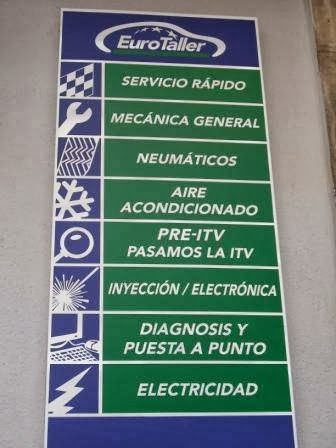 EuroTaller
SERVICIO RÁPIDO
MECÁNICA GENERAL
NEUMÁTICOS
AIRE
ACONDICIONADO
PRE-ITV
PASAMOS LA ITV
INYECCIÓN / ELECTRÓNICA
DIAGNOSIS Y
PUESTA A PUNTO
ELECTRICIDAD